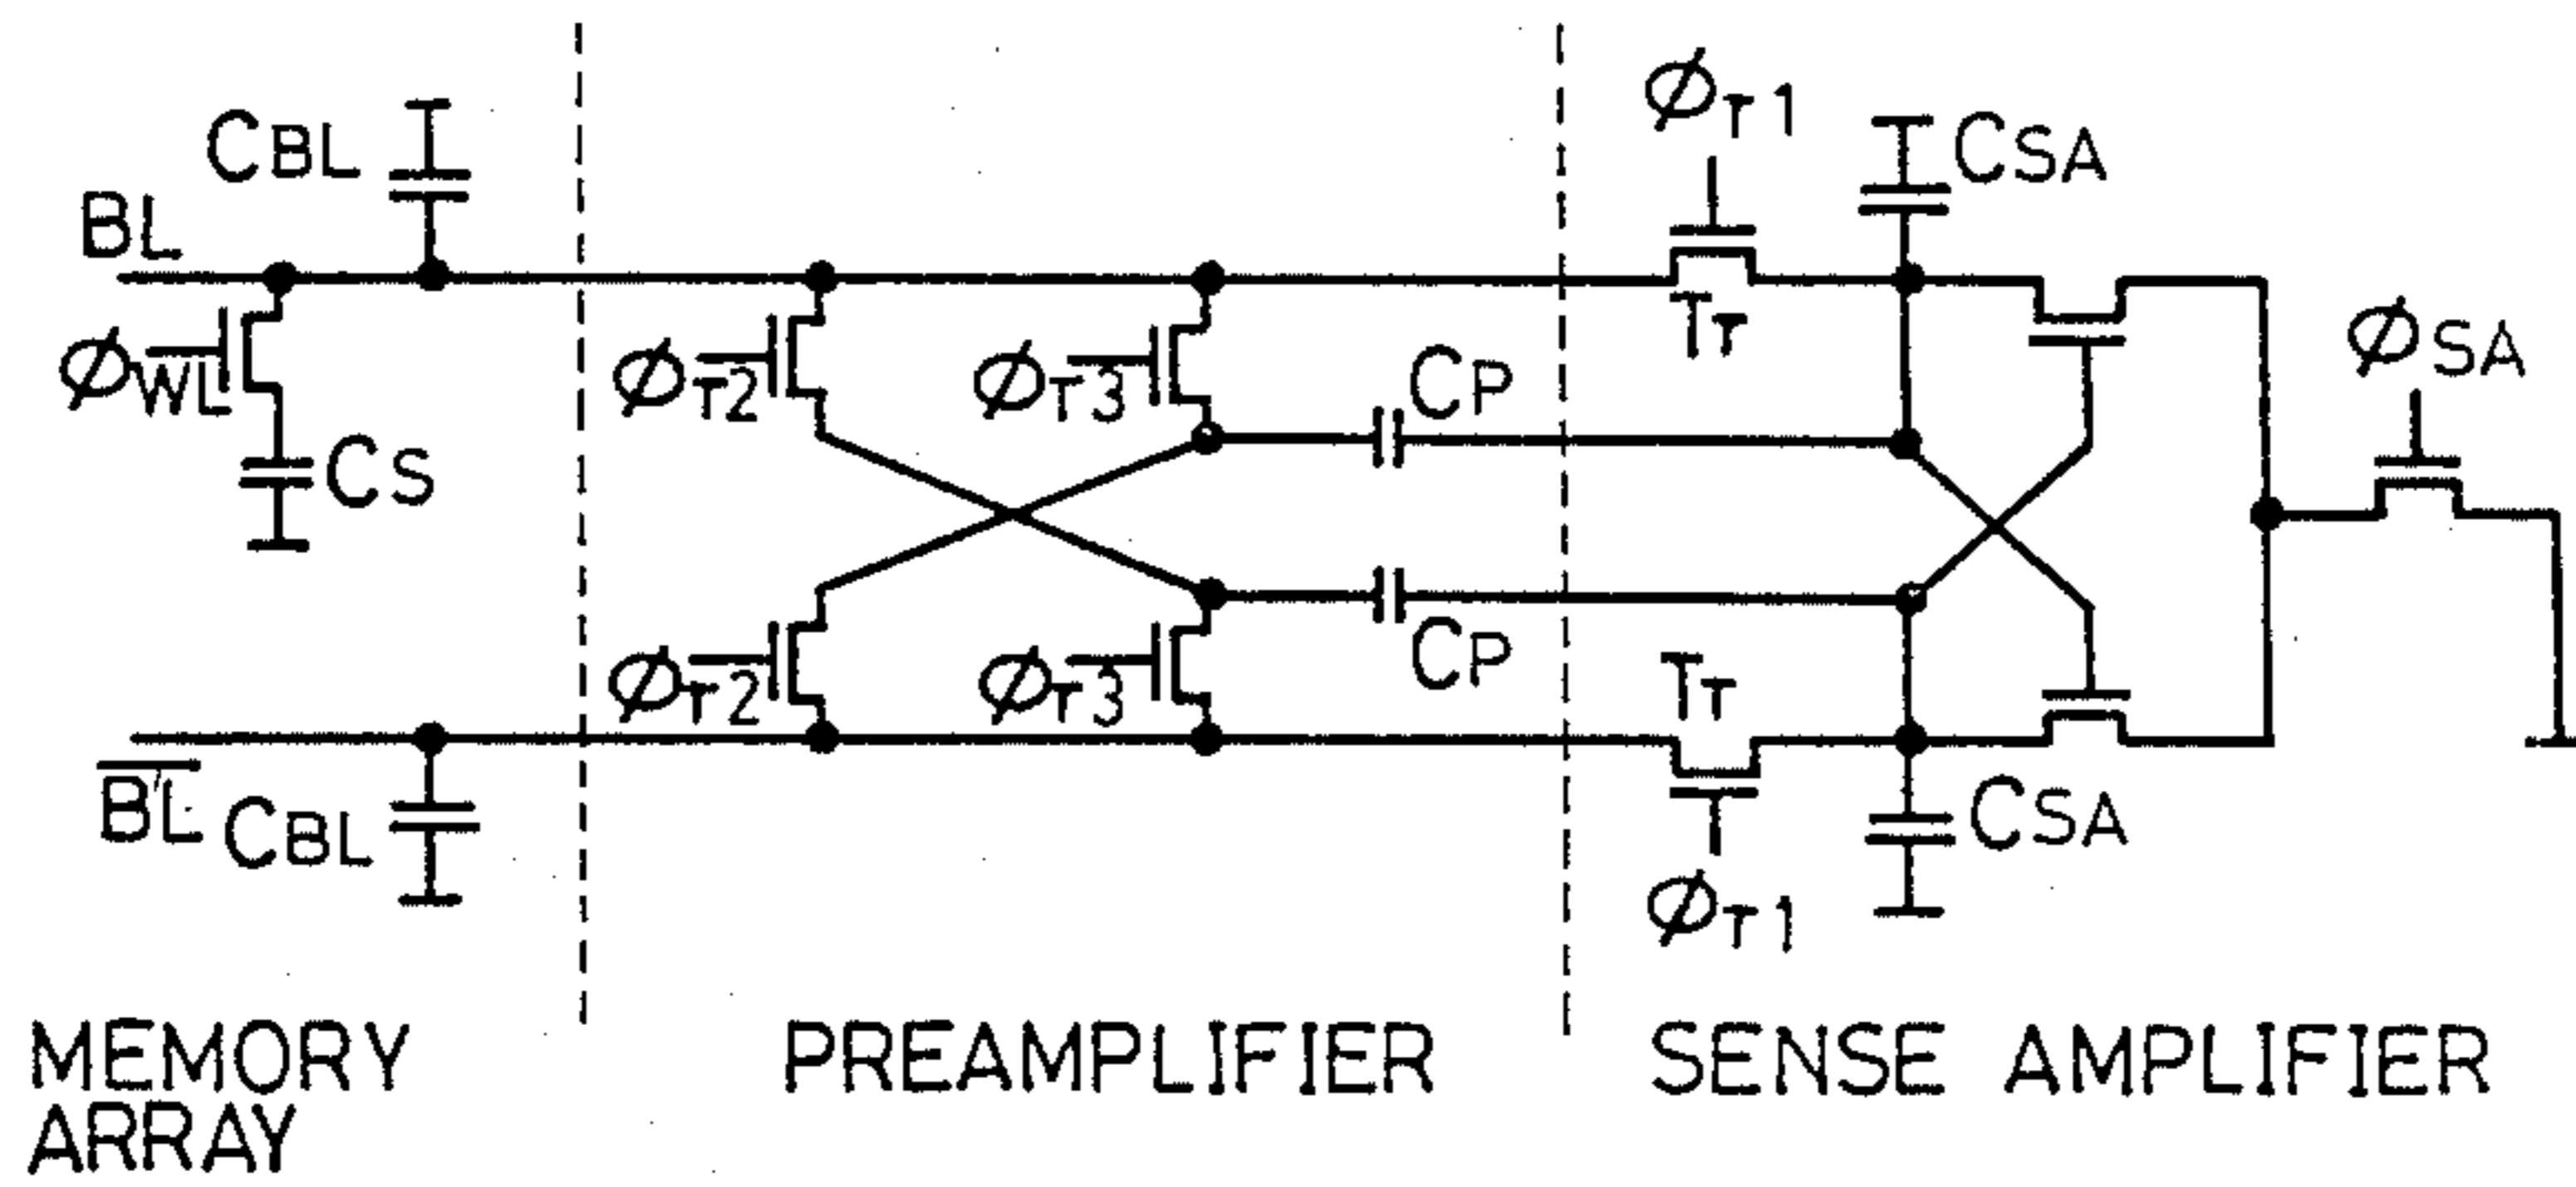 CBL
BL
ØWL
CS
B̅L̅
CBL
ØT2
ØT3
CP
ØT2
ØT3
CP
ØT1
TT
CSA
ØSA
TT
ØT1
CSA
MEMORY
ARRAY
PREAMPLIFIER
SENSE AMPLIFIER